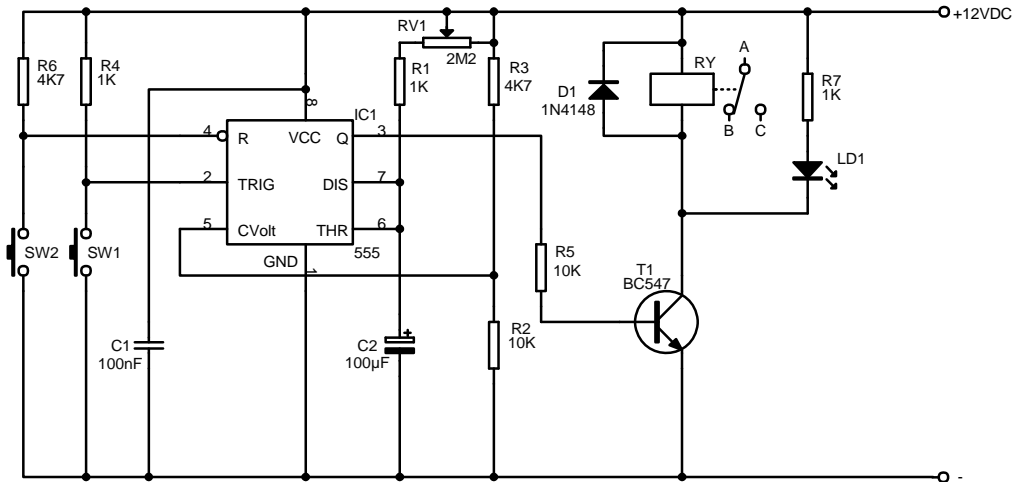 +12VDC
RV1
2M2
R6
4K7
R4
1K
R1
1K
R3
4K7
D1
1N4148
RY
A
B
C
R7
1K
LD1
8
IC1
4
R
VCC
Q
3
2
TRIG
DIS
7
5
CVolt
THR
6
GND
1
555
SW2
SW1
R5
10K
T1
BC547
C1
100nF
C2
+
100µF
R2
10K
-